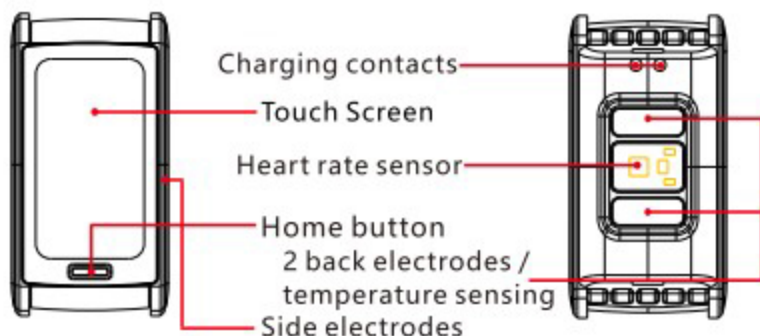 Charging contacts
Touch Screen
Heart rate sensor
Home button
2 back electrodes /
temperature sensing
Side electrodes